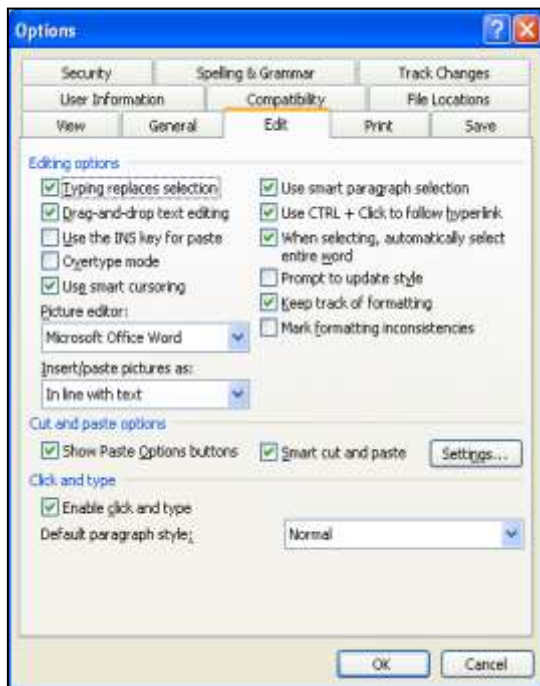 Options
Security Spelling & Grammar Track Changes
User Information Compatibility File Locations
View General Edit Print Save
Editing options
Typing replaces selection
Drag-and-drop text editing
Use the INS key for paste
Overtype mode
Use smart cursoring
Picture editor:
Microsoft Office Word
Insert/paste pictures as:
In line with text
Use smart paragraph selection
Use CTRL + Click to follow hyperlink
When selecting, automatically select
entire word
Prompt to update style
Keep track of formatting
Mark formatting inconsistencies
Cut and paste options
Show Paste Options buttons Smart cut and paste Settings...
Click and type
Enable click and type
Default paragraph style: Normal
OK Cancel